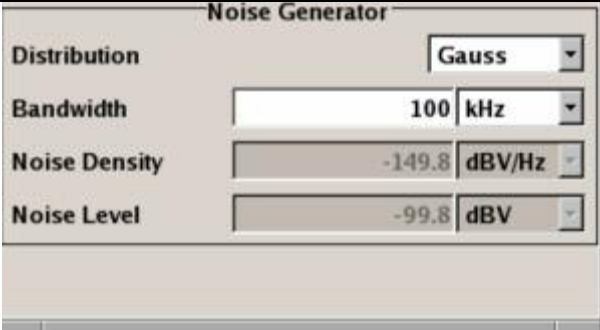 Noise Generator
Distribution Gauss
Bandwidth 100 kHz
Noise Density -149.8 dBV/Hz
Noise Level -99.8 dBV